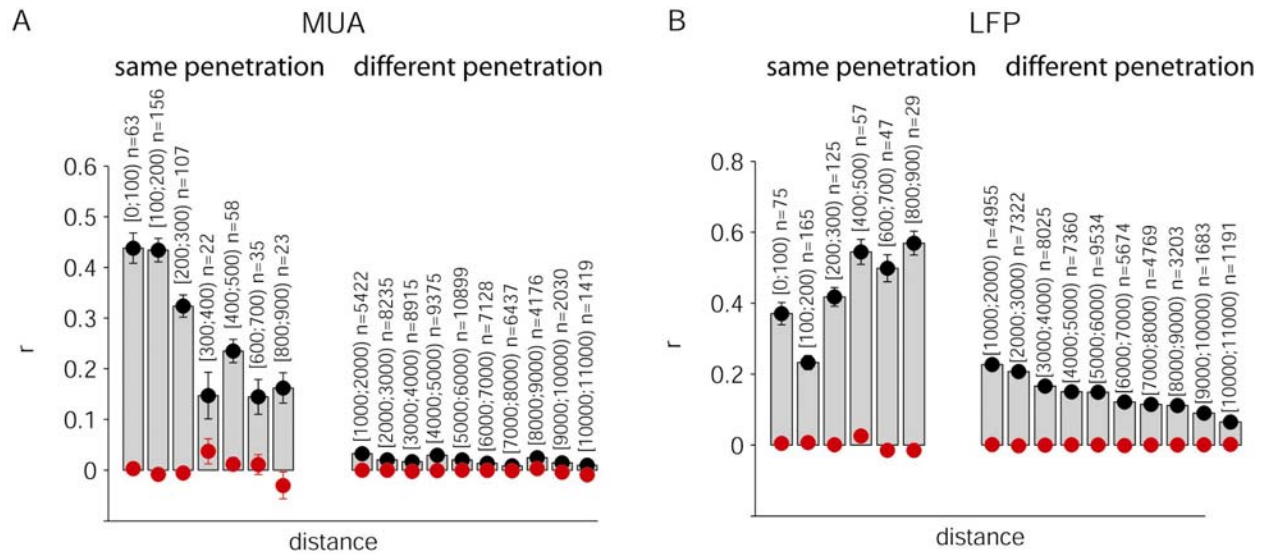 A
MUA
same penetration
different penetration
[0;100) n=63
[100;200) n=156
[200;300) n=107
[300;400) n=22
[400;500) n=58
[600;700) n=35
[800;900) n=23
[1000;2000) n=5422
[2000;3000) n=8235
[3000;4000) n=8915
[4000;5000) n=9375
[5000;6000) n=10899
[6000;7000) n=7128
[7000;8000) n=6437
[8000;9000) n=4176
[9000;10000) n=2030
[10000;11000) n=1419
0.6
0.5
0.4
0.3
0.2
0.1
0
r
distance
B
LFP
same penetration
different penetration
[0;100) n=75
[100;200) n=165
[200;300) n=125
[400;500) n=57
[600;700) n=47
[800;900) n=29
[1000;2000) n=4955
[2000;3000) n=7322
[3000;4000) n=8025
[4000;5000) n=7360
[5000;6000) n=9534
[6000;7000) n=5674
[7000;8000) n=4769
[8000;9000) n=3203
[9000;10000) n=1683
[10000;11000) n=1191
0.8
0.6
0.4
0.2
0
r
distance